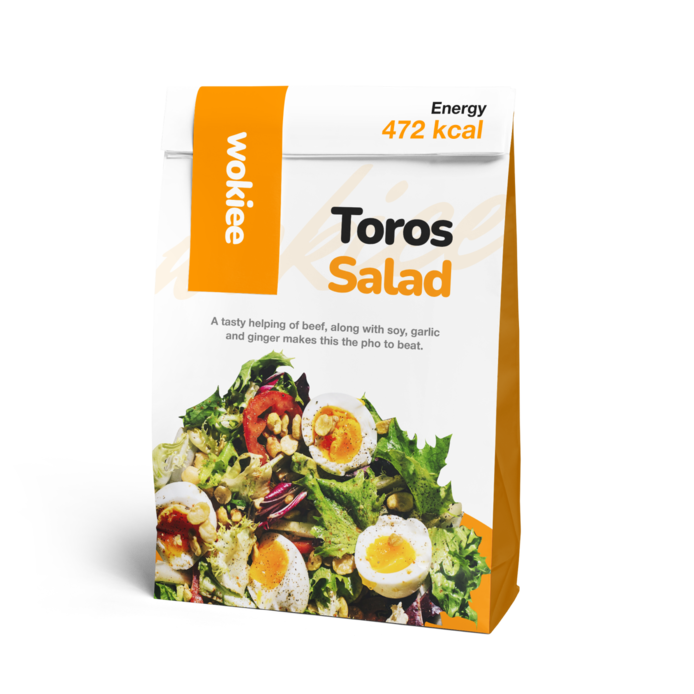 Energy
472 kcal
wokiee
wokiee
Toros
Salad
A tasty helping of beef, along with soy, garlic
and ginger makes this the pho to beat.